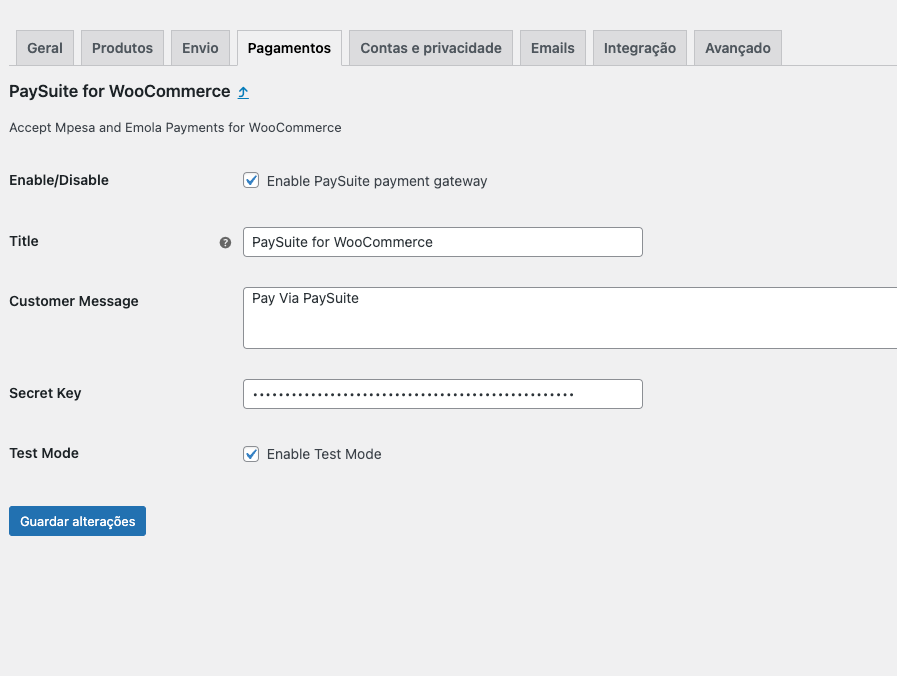 Geral Produtos Envio Pagamentos Contas e privacidade Emails Integração Avançado
PaySuite for WooCommerce
Accept Mpesa and Emola Payments for WooCommerce
Enable/Disable Enable PaySuite payment gateway
Title ? PaySuite for WooCommerce
Customer Message Pay Via PaySuite
Secret Key ••••••••••••••••••••••••••••••••••••••••••••••••••
Test Mode Enable Test Mode
Guardar alterações